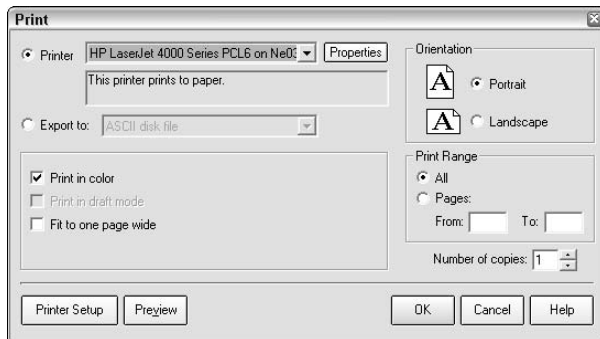 Print
Printer
HP LaserJet 4000 Series PCL6 on Ne03
Properties
This printer prints to paper.
Export to:
ASCII disk file
Print in color
Print in draft mode
Fit to one page wide
Orientation
A
Portrait
A
Landscape
Print Range
All
Pages:
From: To:
Number of copies: 1
Printer Setup
Preview
OK
Cancel
Help